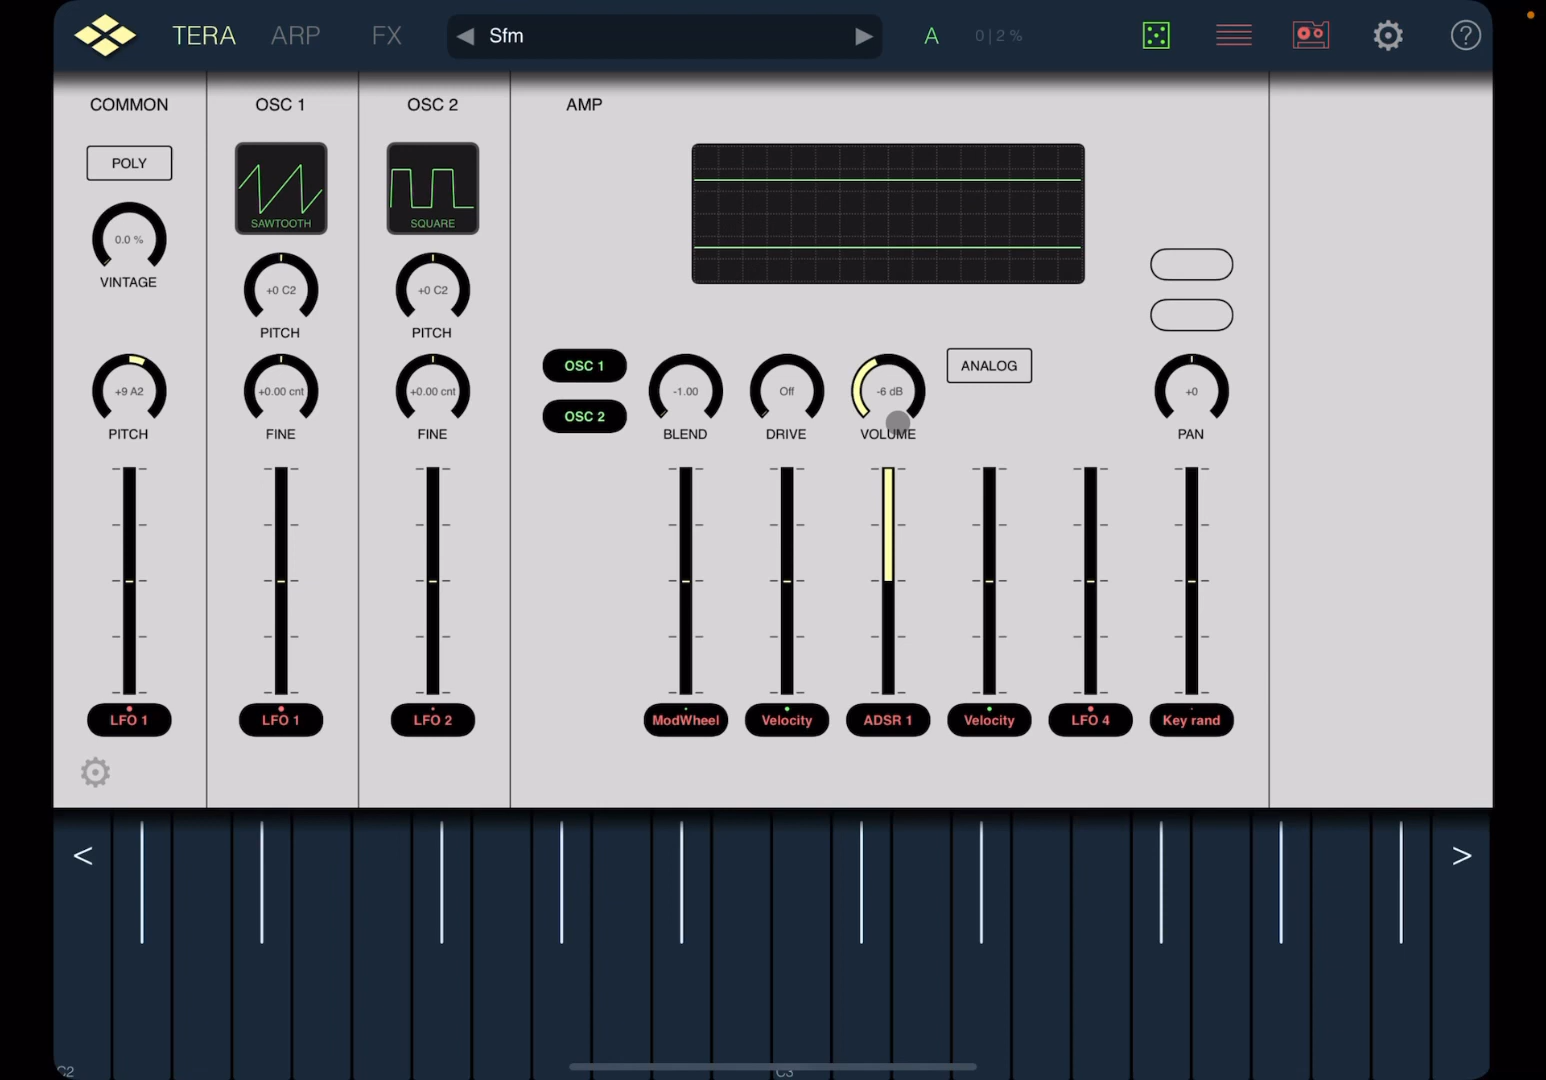 TERA ARP FX Sfm A 0 | 2 %
COMMON OSC 1 OSC 2 AMP
POLY
SAWTOOTH SQUARE
0.0 %
VINTAGE
+0 C2 +0 C2
PITCH PITCH
OSC 1 ANALOG
+9 A2 +0.00 cnt +0.00 cnt -1.00 Off -6 dB +0
OSC 2
PITCH FINE FINE BLEND DRIVE VOLUME PAN
LFO 1 LFO 1 LFO 2 ModWheel Velocity ADSR 1 Velocity LFO 4 Key rand
< >
C2 C3